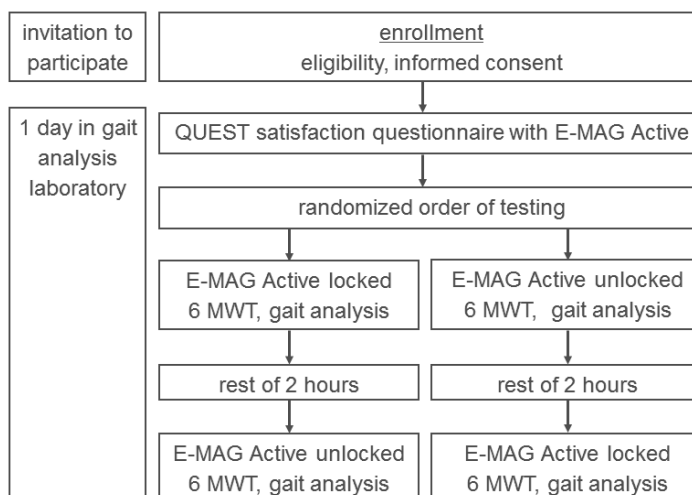 invitation to
participate
enrollment
eligibility, informed consent
1 day in gait
analysis
laboratory
QUEST satisfaction questionnaire with E-MAG Active
randomized order of testing
E-MAG Active locked
6 MWT, gait analysis
E-MAG Active unlocked
6 MWT, gait analysis
rest of 2 hours
rest of 2 hours
E-MAG Active unlocked
6 MWT, gait analysis
E-MAG Active locked
6 MWT, gait analysis